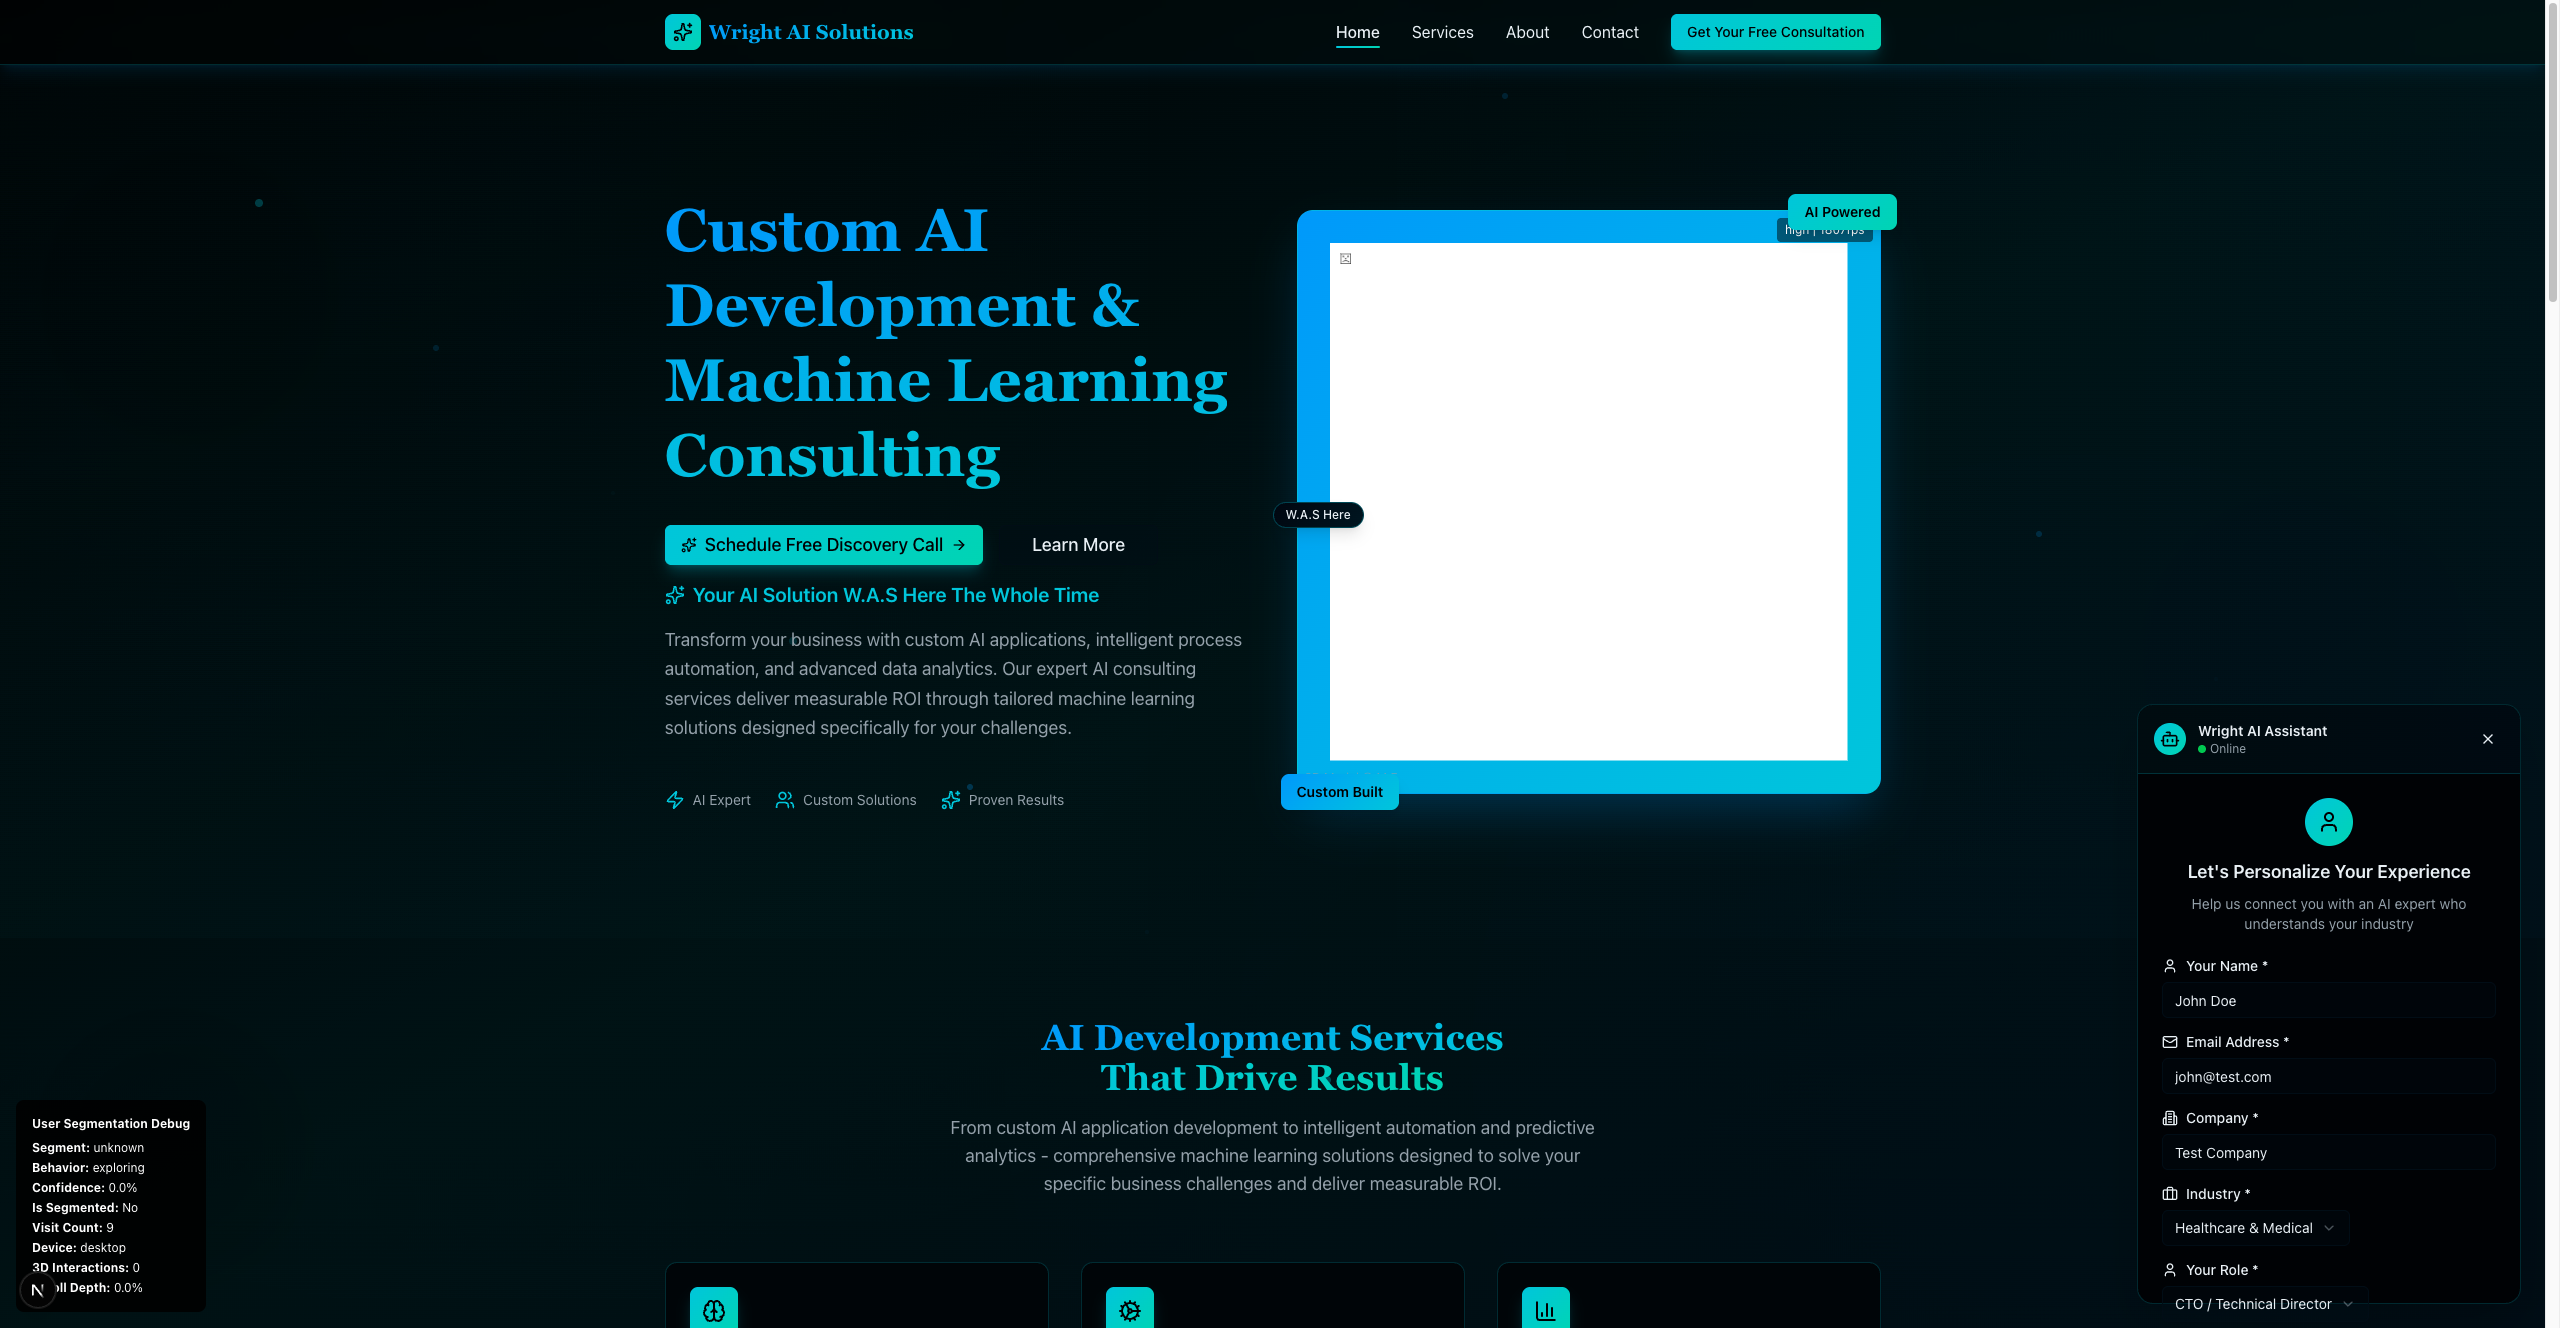 Wright AI Solutions
Home
Services
About
Contact
Get Your Free Consultation
Custom AI
Development &
Machine Learning
Consulting
Schedule Free Discovery Call
Learn More
Your AI Solution W.A.S Here The Whole Time
Transform your business with custom AI applications, intelligent process
automation, and advanced data analytics. Our expert AI consulting
services deliver measurable ROI through tailored machine learning
solutions designed specifically for your challenges.
AI Expert
Custom Solutions
Proven Results
AI Powered
high |
W.A.S Here
Custom Built
AI Development Services
That Drive Results
From custom AI application development to intelligent automation and predictive
analytics - comprehensive machine learning solutions designed to solve your
specific business challenges and deliver measurable ROI.
User Segmentation Debug
Segment: unknown
Behavior: exploring
Confidence: 0.0%
Is Segmented: No
Visit Count: 9
Device: desktop
3D Interactions: 0
Depth: 0.0%
N
Wright AI Assistant
Online
Let's Personalize Your Experience
Help us connect you with an AI expert who
understands your industry
Your Name *
John Doe
Email Address *
john@test.com
Company *
Test Company
Industry *
Healthcare & Medical
Your Role *
CTO / Technical Director